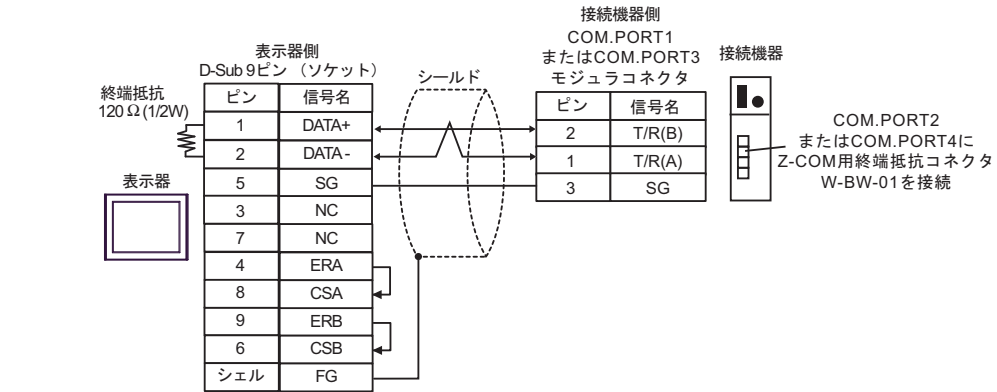 接続機器側
COM.PORT1
またはCOM.PORT3
モジュラコネクタ
表示器側
D-Sub 9ピン （ソケット）
シールド
接続機器
終端抵抗
120Ω(1/2W)
ピン 信号名
1 DATA+
2 DATA-
5 SG
3 NC
7 NC
4 ERA
8 CSA
9 ERB
6 CSB
シェル FG
表示器
ピン 信号名
2 T/R(B)
1 T/R(A)
3 SG
COM.PORT2
またはCOM.PORT4に
Z-COM用終端抵抗コネクタ
W-BW-01を接続